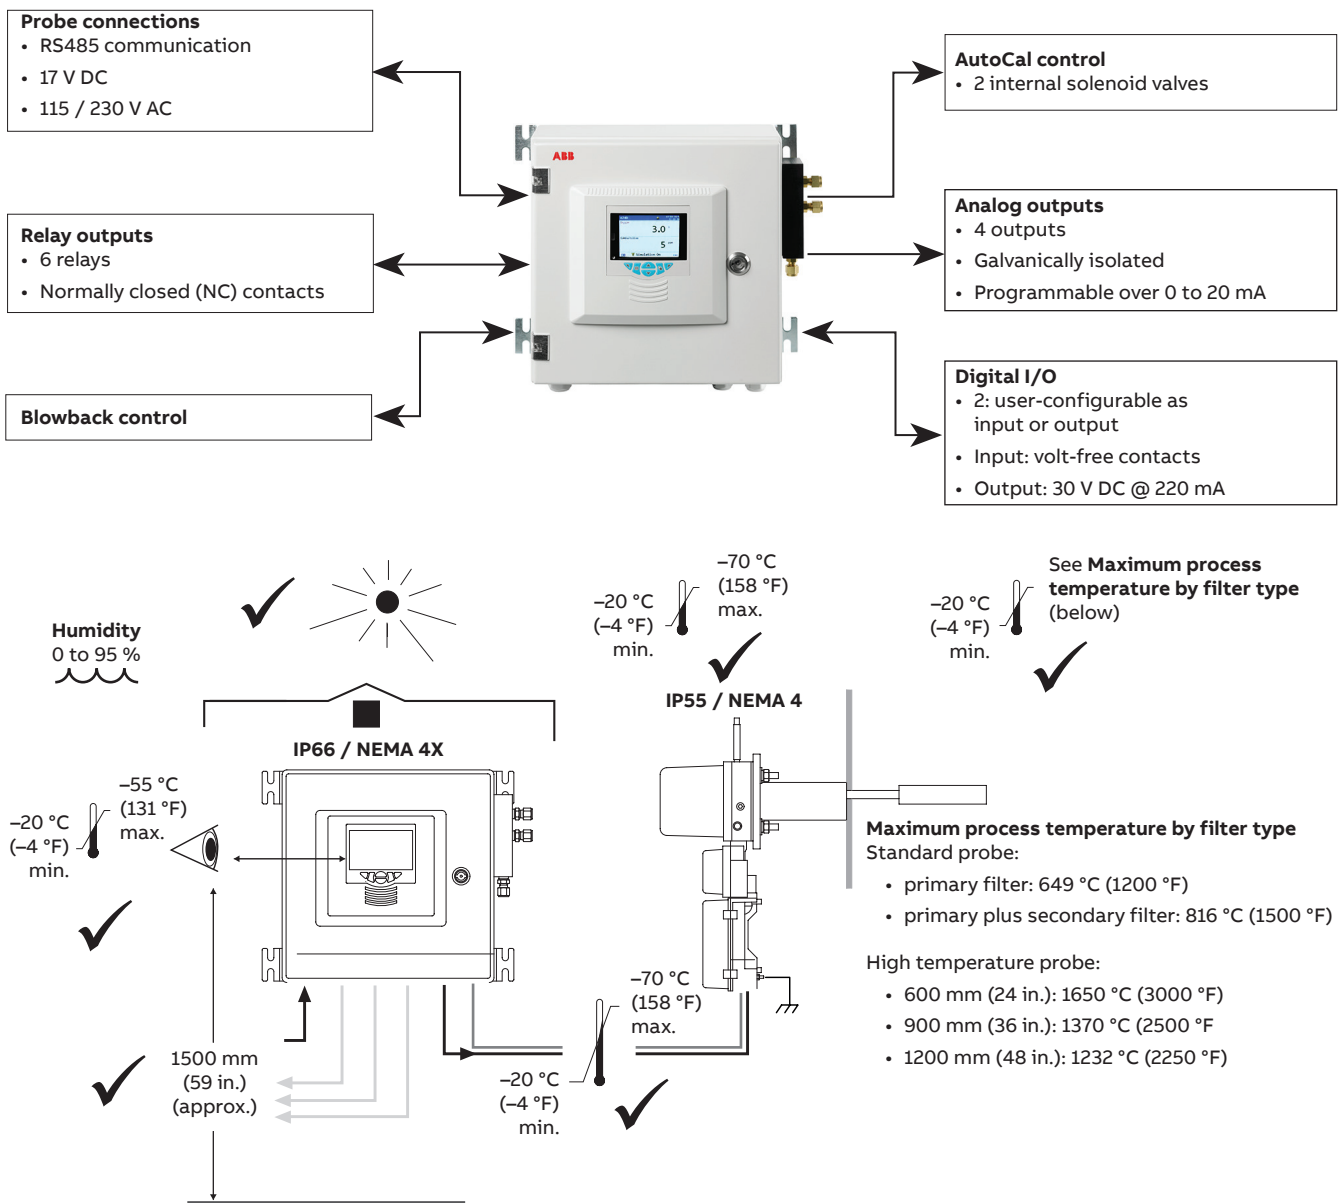 Probe connections
• RS485 communication
• 17 V DC
• 115 / 230 V AC
Relay outputs
• 6 relays
• Normally closed (NC) contacts
Blowback control
ABB
3.0
5
AutoCal control
• 2 internal solenoid valves
Analog outputs
• 4 outputs
• Galvanically isolated
• Programmable over 0 to 20 mA
Digital I/O
• 2: user-configurable as
input or output
• Input: volt-free contacts
• Output: 30 V DC @ 220 mA
Humidity
0 to 95 %
–20 °C
(–4 °F)
min.
–70 °C
(158 °F)
max.
–20 °C
(–4 °F)
min.
See Maximum process
temperature by filter type
(below)
IP66 / NEMA 4X
IP55 / NEMA 4
–20 °C
(–4 °F)
min.
–55 °C
(131 °F)
max.
Maximum process temperature by filter type
Standard probe:
• primary filter: 649 °C (1200 °F)
• primary plus secondary filter: 816 °C (1500 °F)
High temperature probe:
• 600 mm (24 in.): 1650 °C (3000 °F)
• 900 mm (36 in.): 1370 °C (2500 °F
• 1200 mm (48 in.): 1232 °C (2250 °F)
–70 °C
(158 °F)
max.
–20 °C
(–4 °F)
min.
1500 mm
(59 in.)
(approx.)